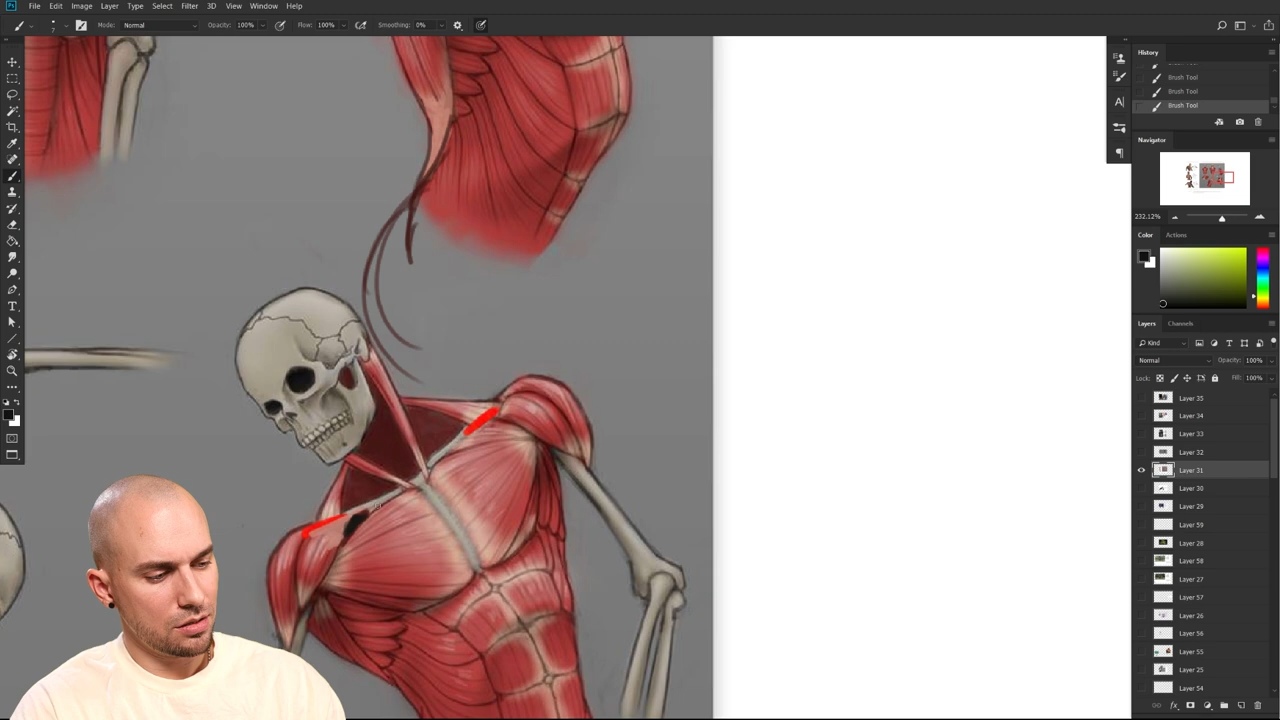 Ps File Edit Image Layer Type Select Filter 3D View Window Help
7 Mode: Normal Opacity: 100% Flow: 100% Smoothing: 0%
History
Brush Tool
Brush Tool
Brush Tool
Navigator
232.12%
Color Actions
Layers Channels
Kind
Normal Opacity: 100%
Lock: Fill: 100%
Layer 35
Layer 34
Layer 33
Layer 32
Layer 31
Layer 30
Layer 29
Layer 59
Layer 28
Layer 58
Layer 27
Layer 57
Layer 26
Layer 56
Layer 55
Layer 25
Layer 54
fx